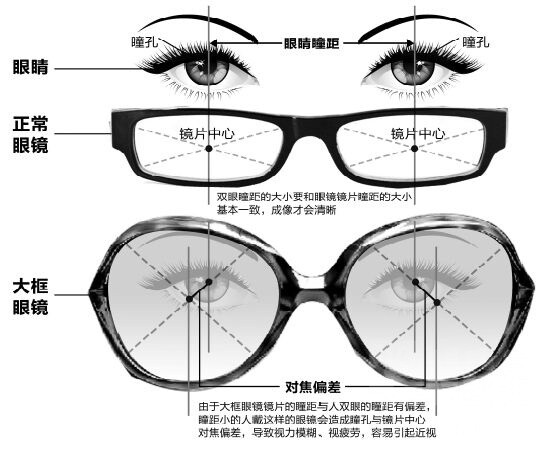 瞳孔
眼睛瞳距
瞳孔
眼睛
正常
眼镜
镜片中心
镜片中心
双眼瞳距的大小要和眼镜镜片瞳距的大小
基本一致，成像才会清晰
大框
眼镜
对焦偏差
由于大框眼镜镜片的瞳距与人双眼的瞳距有偏差，
瞳距小的人戴这样的眼镜会造成瞳孔与镜片中心
对焦偏差，导致视力模糊、视疲劳，容易引起近视